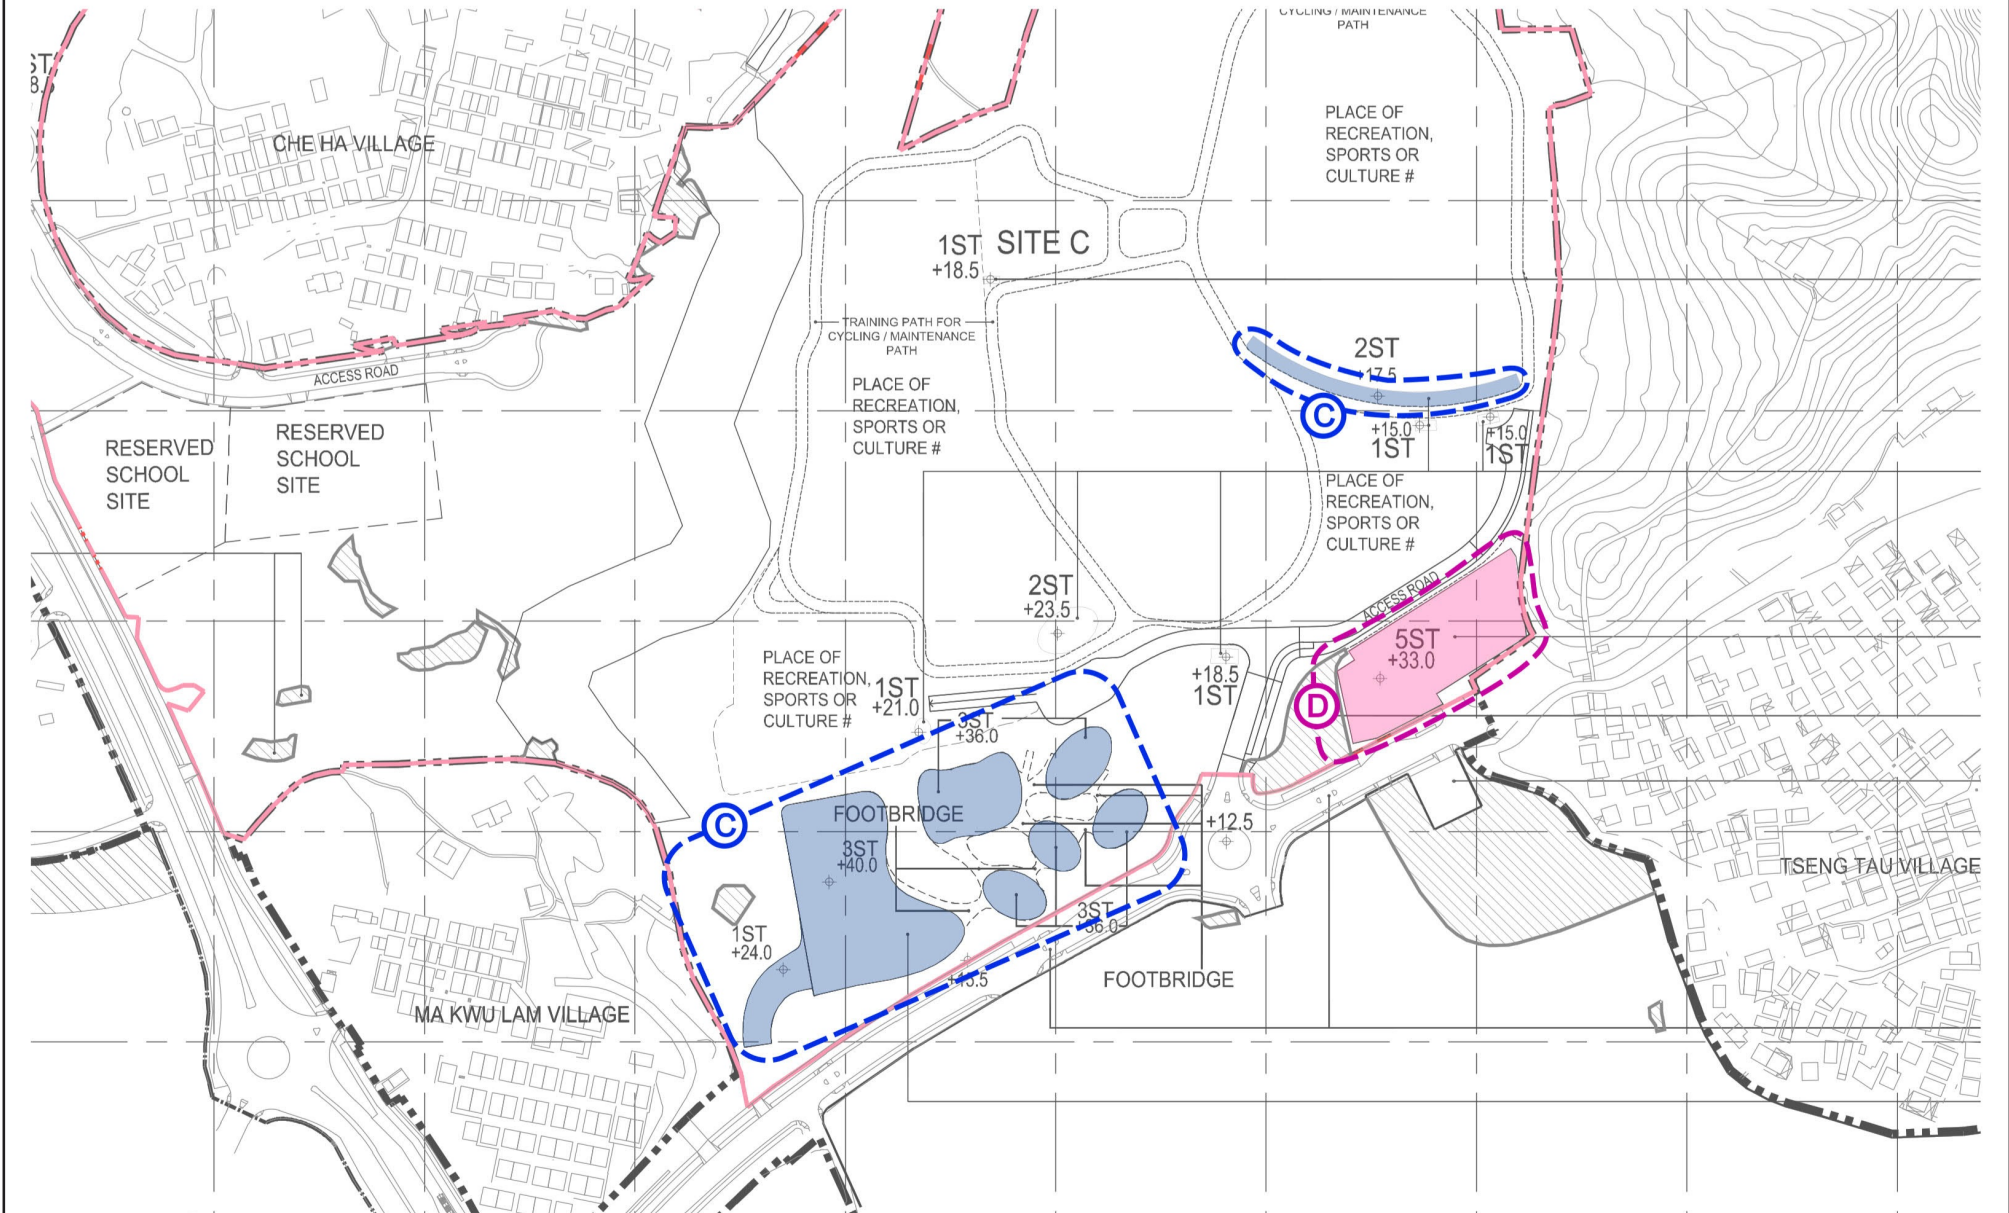 CYCLING / MAINTENANCE
PATH
ST
CHE HA VILLAGE
PLACE OF
RECREATION,
SPORTS OR
CULTURE #
1ST
+18.5
SITE C
TRAINING PATH FOR
CYCLING / MAINTENANCE
PATH
2ST
+17.5
ACCESS ROAD
PLACE OF
RECREATION,
SPORTS OR
CULTURE #
C
+15.0
1ST
+15.0
1ST
RESERVED
SCHOOL
SITE
RESERVED
SCHOOL
SITE
PLACE OF
RECREATION,
SPORTS OR
CULTURE #
2ST
+23.5
ACCESS ROAD
5ST
+33.0
PLACE OF
RECREATION,
SPORTS OR
CULTURE #
1ST
+21.0
+18.5
1ST
D
3ST
+36.0
C
FOOTBRIDGE
+12.5
3ST
+40.0
TSENG TAU VILLAGE
3ST
+36.0
1ST
+24.0
FOOTBRIDGE
MA KWU LAM VILLAGE